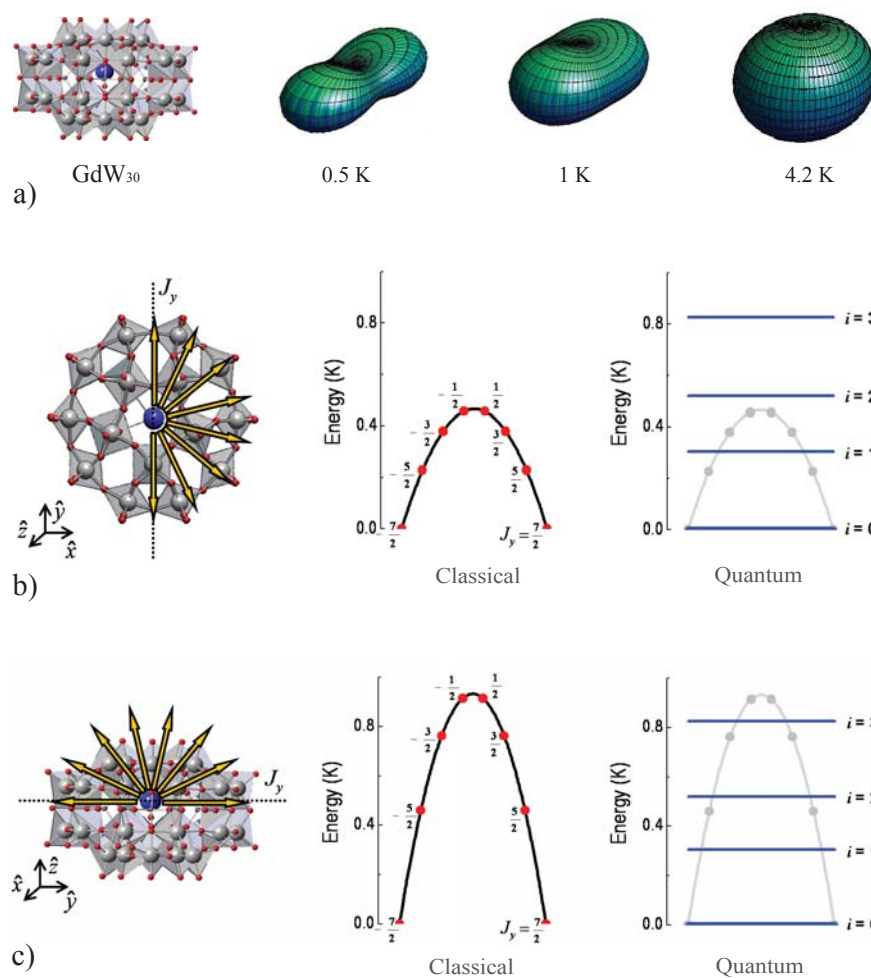 GdW30
0.5 K
1 K
4.2 K
a)
J_y
ẑ
ŷ
x̂
Energy (K)
0.8
0.4
0.0
- 1/2
1/2
- 3/2
3/2
- 5/2
5/2
- 7/2
J_y = 7/2
Classical
Energy (K)
0.8
0.4
0.0
i = 3
i = 2
i =
i = 0
Quantum
b)
J_y
x̂
ẑ
ŷ
Energy (K)
0.8
0.4
0.0
- 1/2
1/2
- 3/2
3/2
- 5/2
5/2
- 7/2
J_y = 7/2
Classical
Energy (K)
0.8
0.4
0.0
i =
i =
i =
i =
Quantum
c)